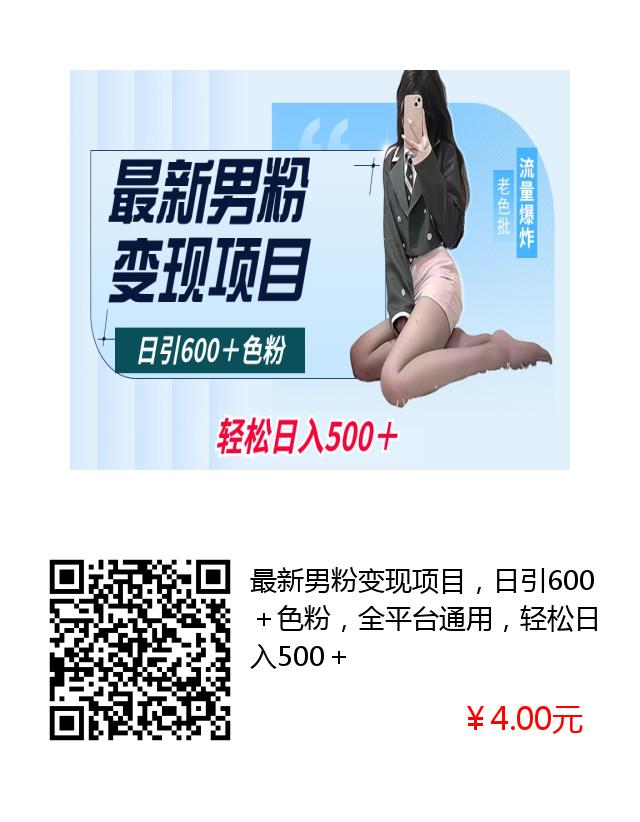 最新男粉
变现项目
日引600＋色粉
流量爆炸
老色批
轻松日入500＋
最新男粉变现项目，日引600
＋色粉，全平台通用，轻松日
入500＋
￥4.00元